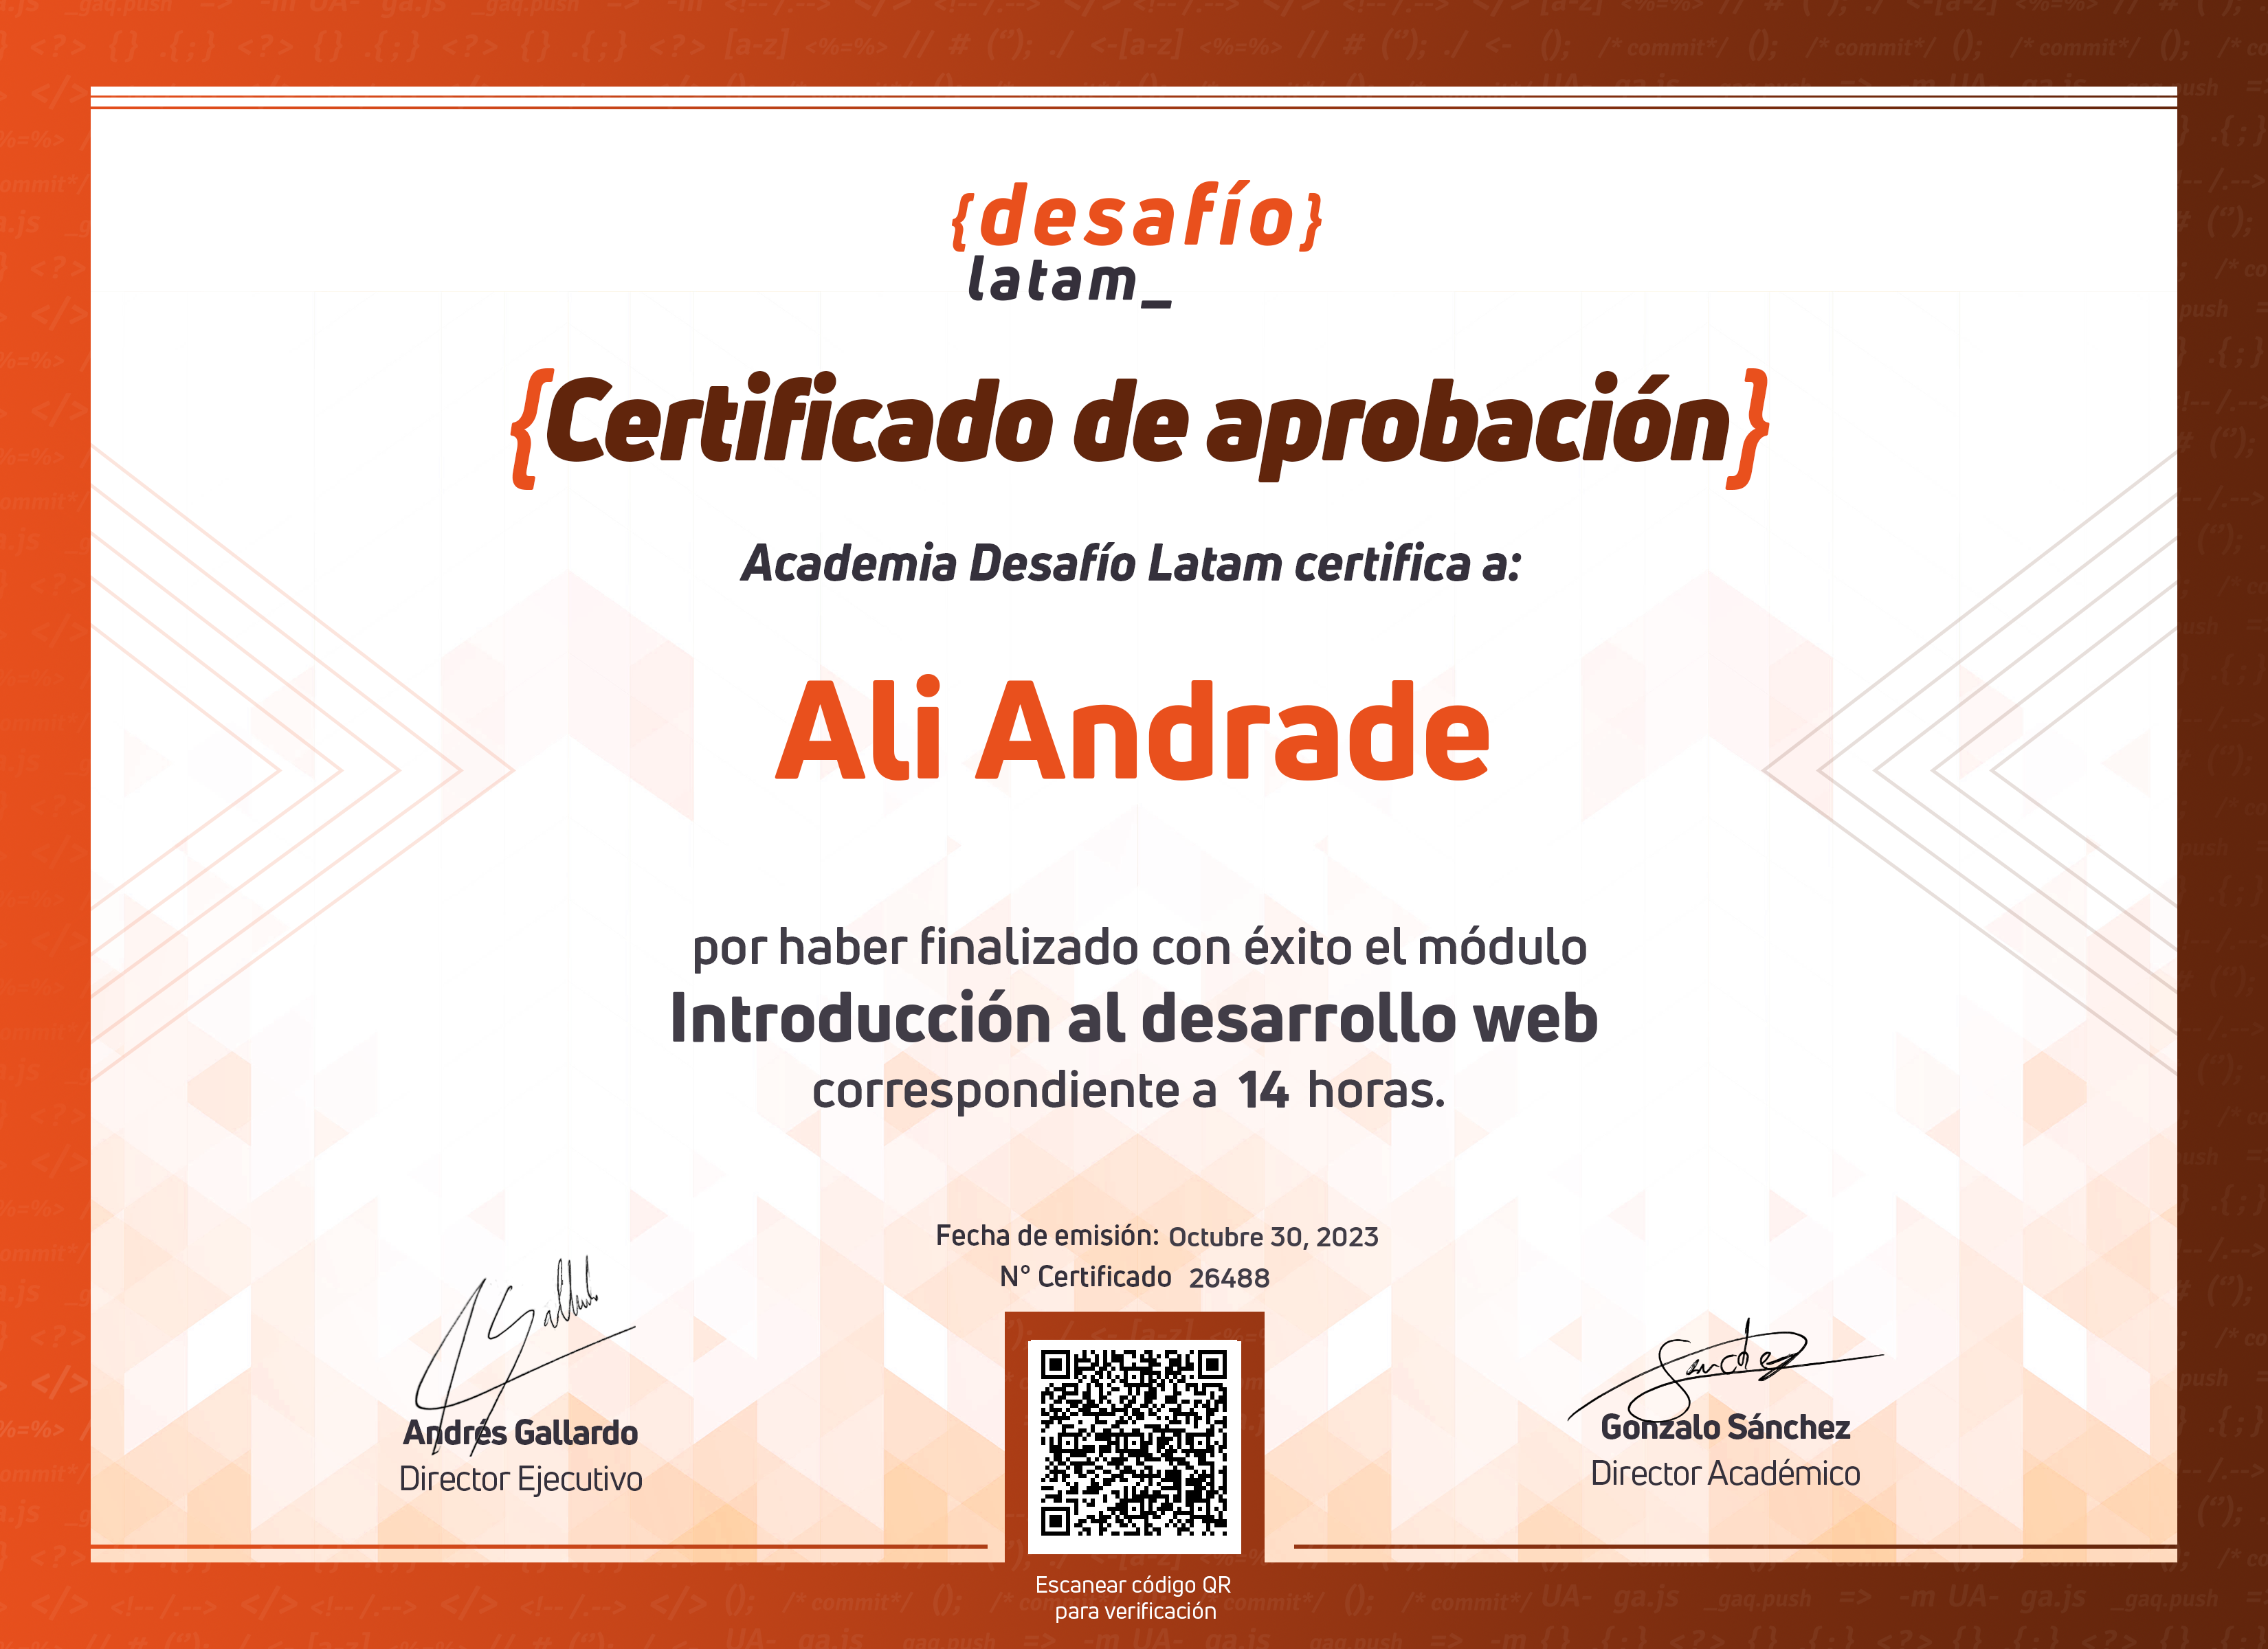 {desafío}
latam_
{Certificado de aprobación}
Academia Desafío Latam certifica a:
Ali Andrade
por haber finalizado con éxito el módulo
Introducción al desarrollo web
correspondiente a 14 horas.
Fecha de emisión: Octubre 30, 2023
N° Certificado 26488
Andrés Gallardo
Director Ejecutivo
Gonzalo Sánchez
Director Académico
Escanear código QR
para verificación